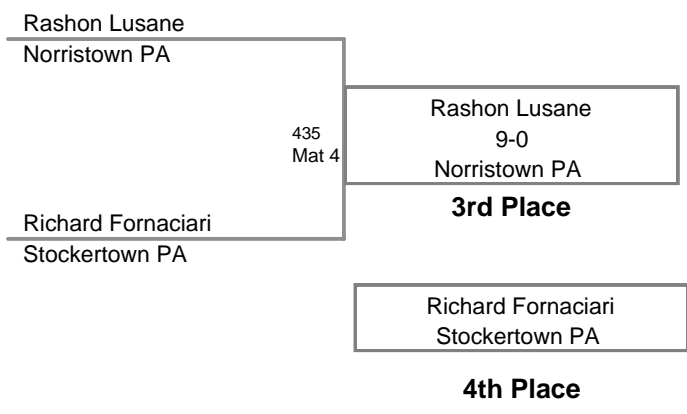 Rashon Lusane
Norristown PA
435
Mat 4
Rashon Lusane
9-0
Norristown PA
3rd Place
Richard Fornaciari
Stockertown PA
Richard Fornaciari
Stockertown PA
4th Place